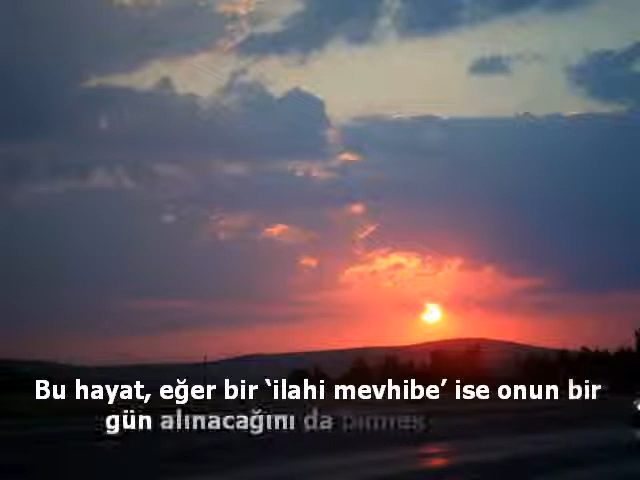 Bu hayat, eğer bir ‘ilahi mevhibe’ ise onun bir
gün alınacağını da